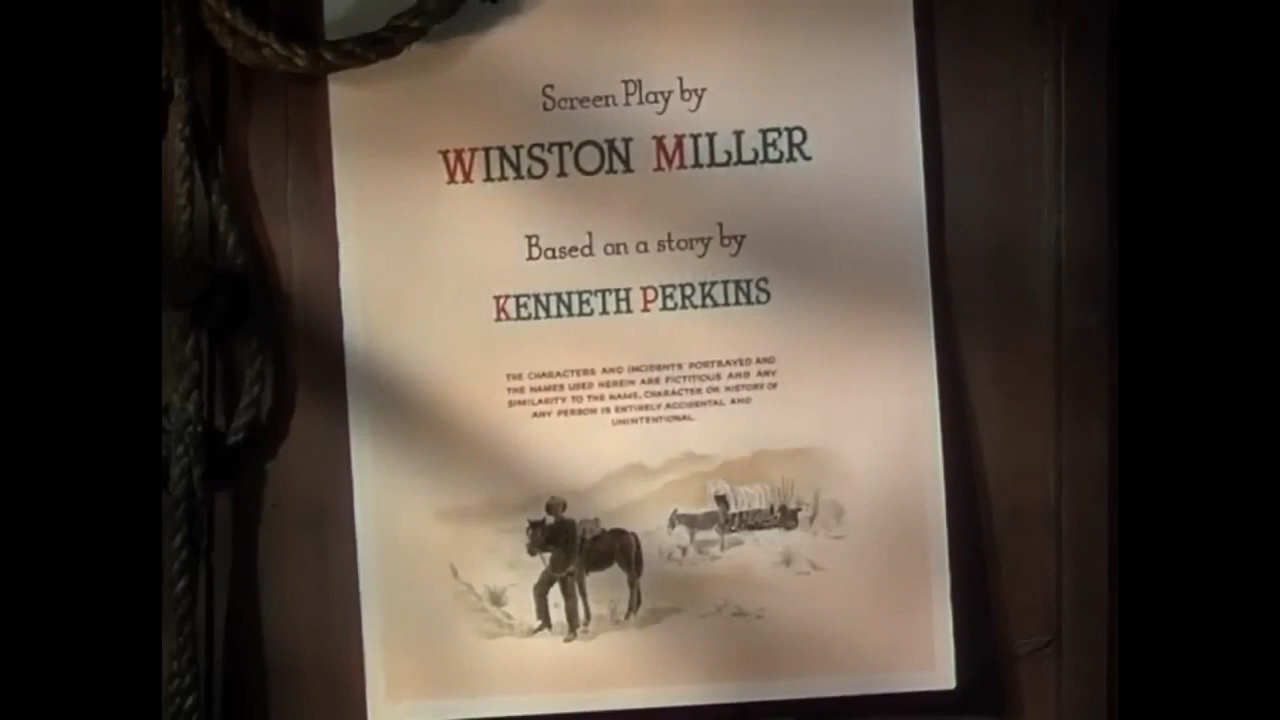 Screen Play by
WINSTON MILLER
Based on a story by
KENNETH PERKINS
THE CHARACTERS AND INCIDENTS PORTRAYED AND
THE NAMES USED HEREIN ARE FICTITIOUS AND ANY
SIMILARITY TO THE NAME, CHARACTER OR HISTORY OF
ANY PERSON IS ENTIRELY ACCIDENTAL AND
UNINTENTIONAL.